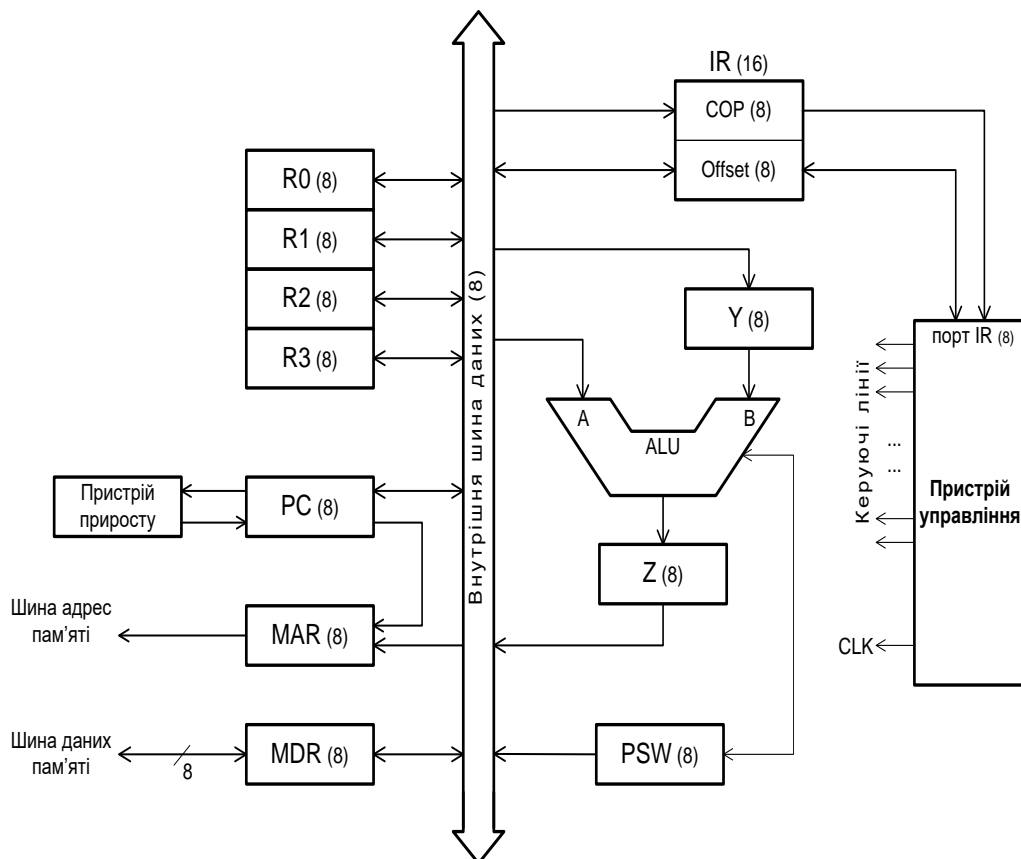 IR (16)
COP (8)
Offset (8)
R0 (8)
R1 (8)
R2 (8)
R3 (8)
Внутрішня шина даних (8)
Y (8)
порт IR (8)
Керуючі лінії
...
...
Пристрій
управління
CLK
A
B
ALU
Пристрій
приросту
PC (8)
Z (8)
Шина адрес
пам’яті
MAR (8)
Шина даних
пам’яті
8
MDR (8)
PSW (8)